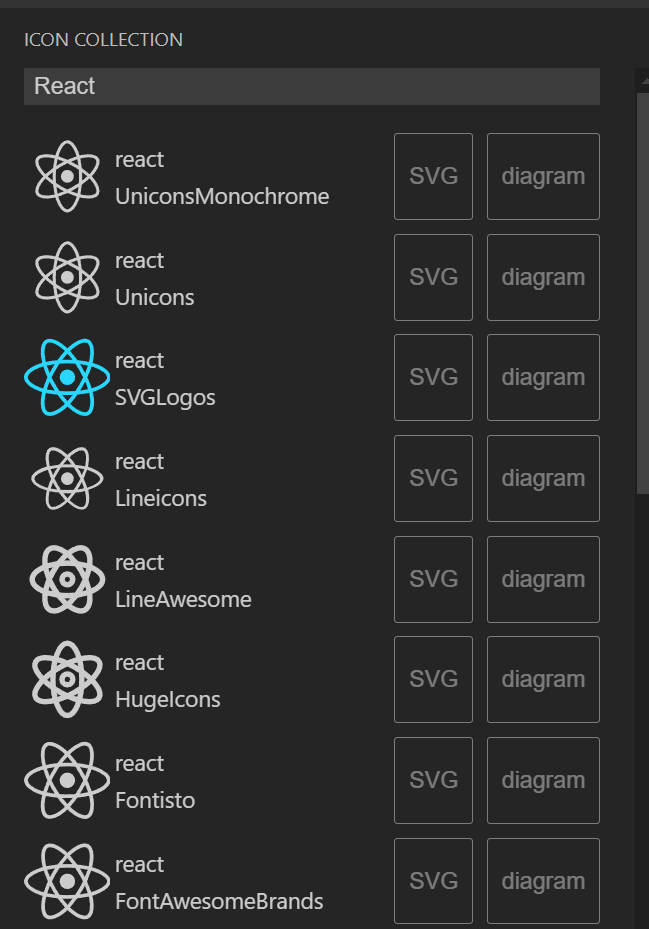 ICON COLLECTION
React
react
UniconsMonochrome
SVG
diagram
react
Unicons
SVG
diagram
react
SVGLogos
SVG
diagram
react
Lineicons
SVG
diagram
react
LineAwesome
SVG
diagram
react
HugeIcons
SVG
diagram
react
Fontisto
SVG
diagram
react
FontAwesomeBrands
SVG
diagram